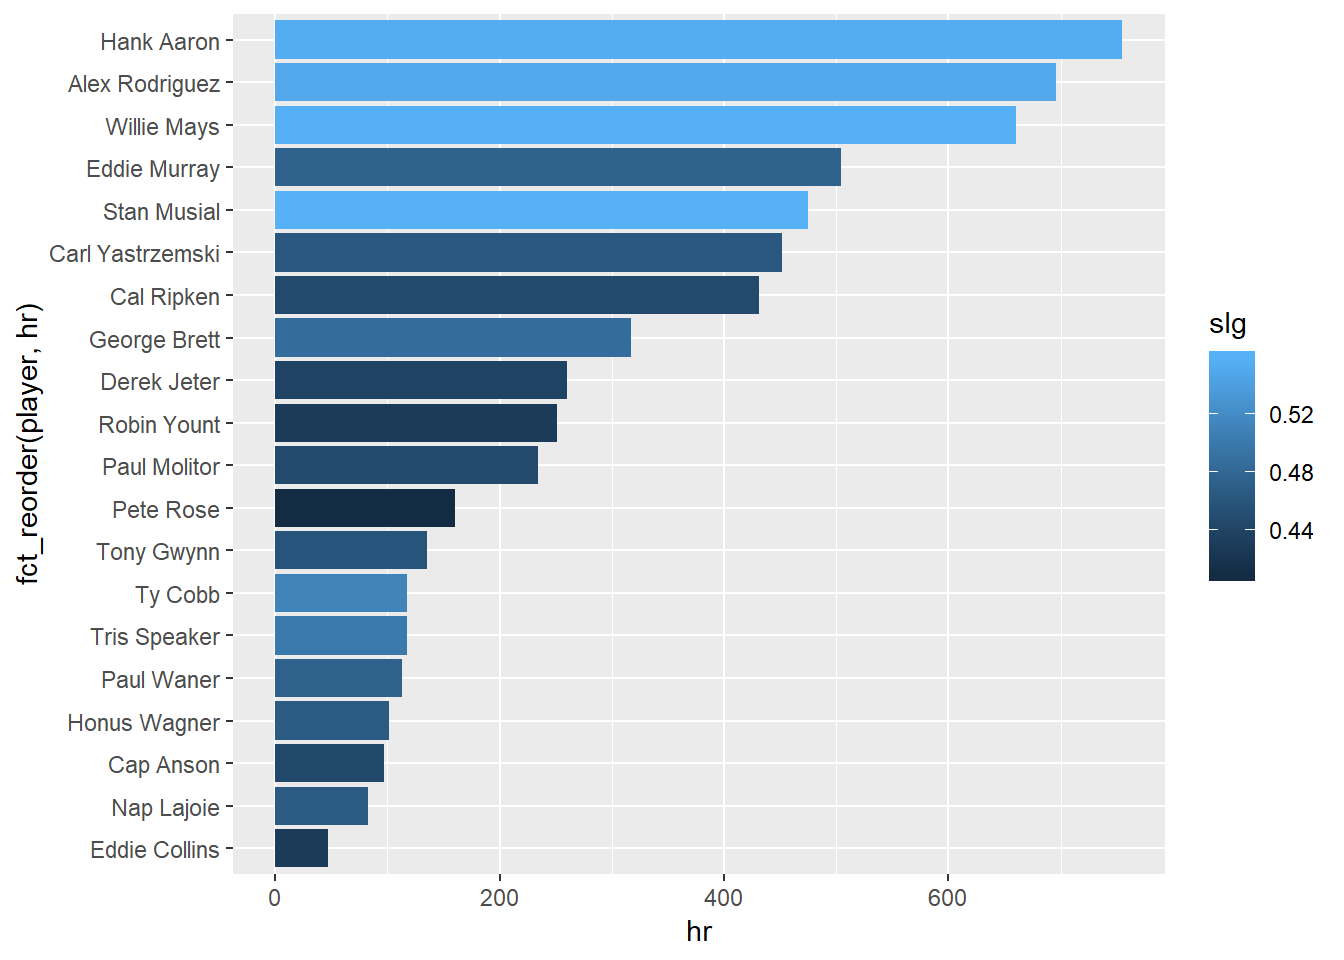 Hank Aaron
Alex Rodriguez
Willie Mays
Eddie Murray
Stan Musial
Carl Yastrzemski
Cal Ripken
George Brett
Derek Jeter
Robin Yount
Paul Molitor
Pete Rose
Tony Gwynn
Ty Cobb
Tris Speaker
Paul Waner
Honus Wagner
Cap Anson
Nap Lajoie
Eddie Collins
fct_reorder(player, hr)
0 200 400 600
hr
slg
0.52
0.48
0.44